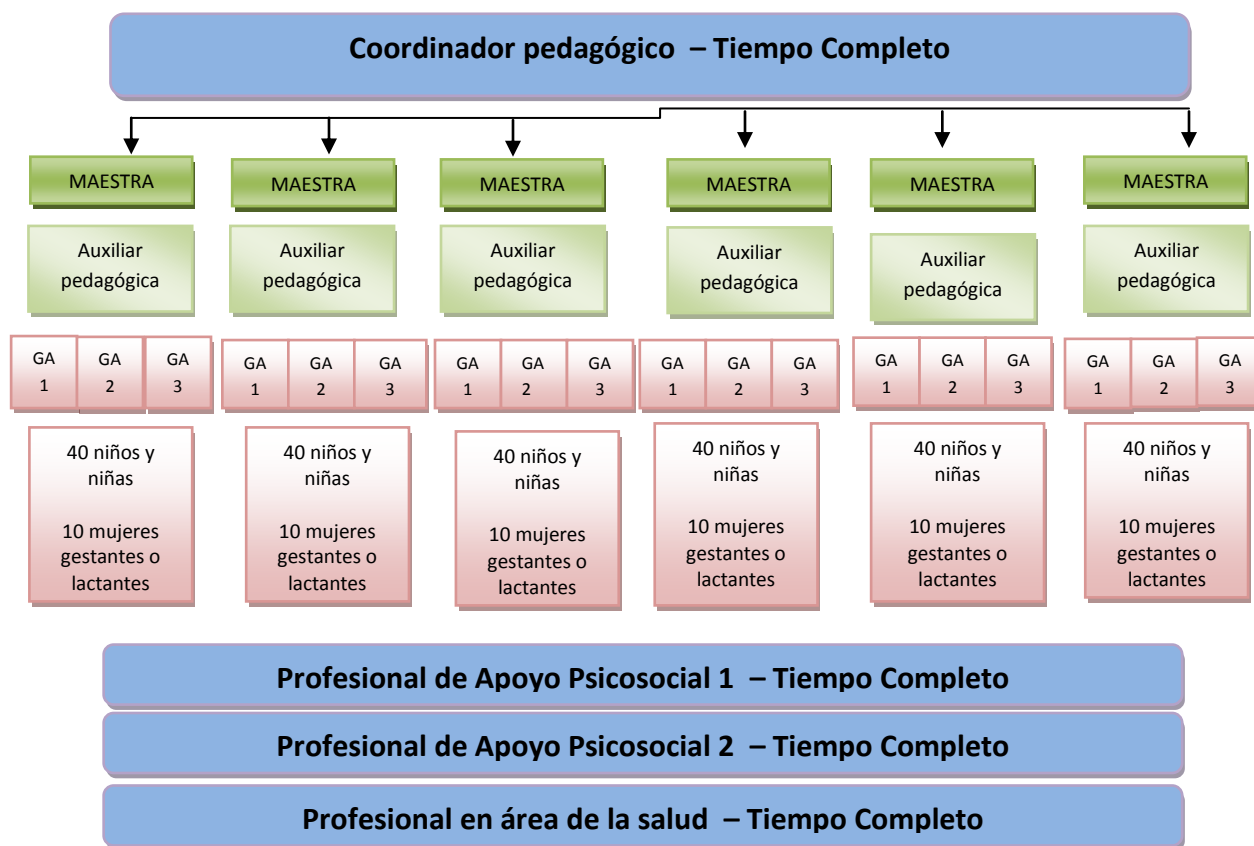 Coordinador pedagógico – Tiempo Completo
MAESTRA
MAESTRA
MAESTRA
MAESTRA
MAESTRA
MAESTRA
Auxiliar
pedagógica
Auxiliar
pedagógica
Auxiliar
pedagógica
Auxiliar
pedagógica
Auxiliar
pedagógica
Auxiliar
pedagógica
GA
1
GA
2
GA
3
GA
1
GA
2
GA
3
GA
1
GA
2
GA
3
GA
1
GA
2
GA
3
GA
1
GA
2
GA
3
GA
1
GA
2
GA
3
40 niños y
niñas
10 mujeres
gestantes o
lactantes
40 niños y
niñas
10 mujeres
gestantes o
lactantes
40 niños y
niñas
10 mujeres
gestantes o
lactantes
40 niños y
niñas
10 mujeres
gestantes o
lactantes
40 niños y
niñas
10 mujeres
gestantes o
lactantes
40 niños y
niñas
10 mujeres
gestantes o
lactantes
Profesional de Apoyo Psicosocial 1 – Tiempo Completo
Profesional de Apoyo Psicosocial 2 – Tiempo Completo
Profesional en área de la salud – Tiempo Completo